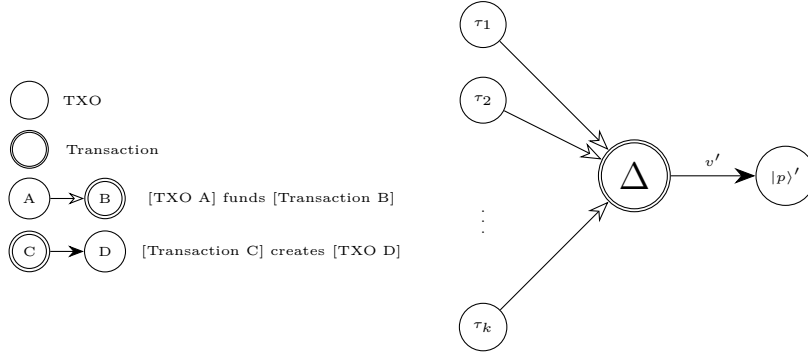 TXO
Transaction
A B [TXO A] funds [Transaction B]
C D [Transaction C] creates [TXO D]
τ1
τ2
⋮
τk
Δ
v′
|p⟩′